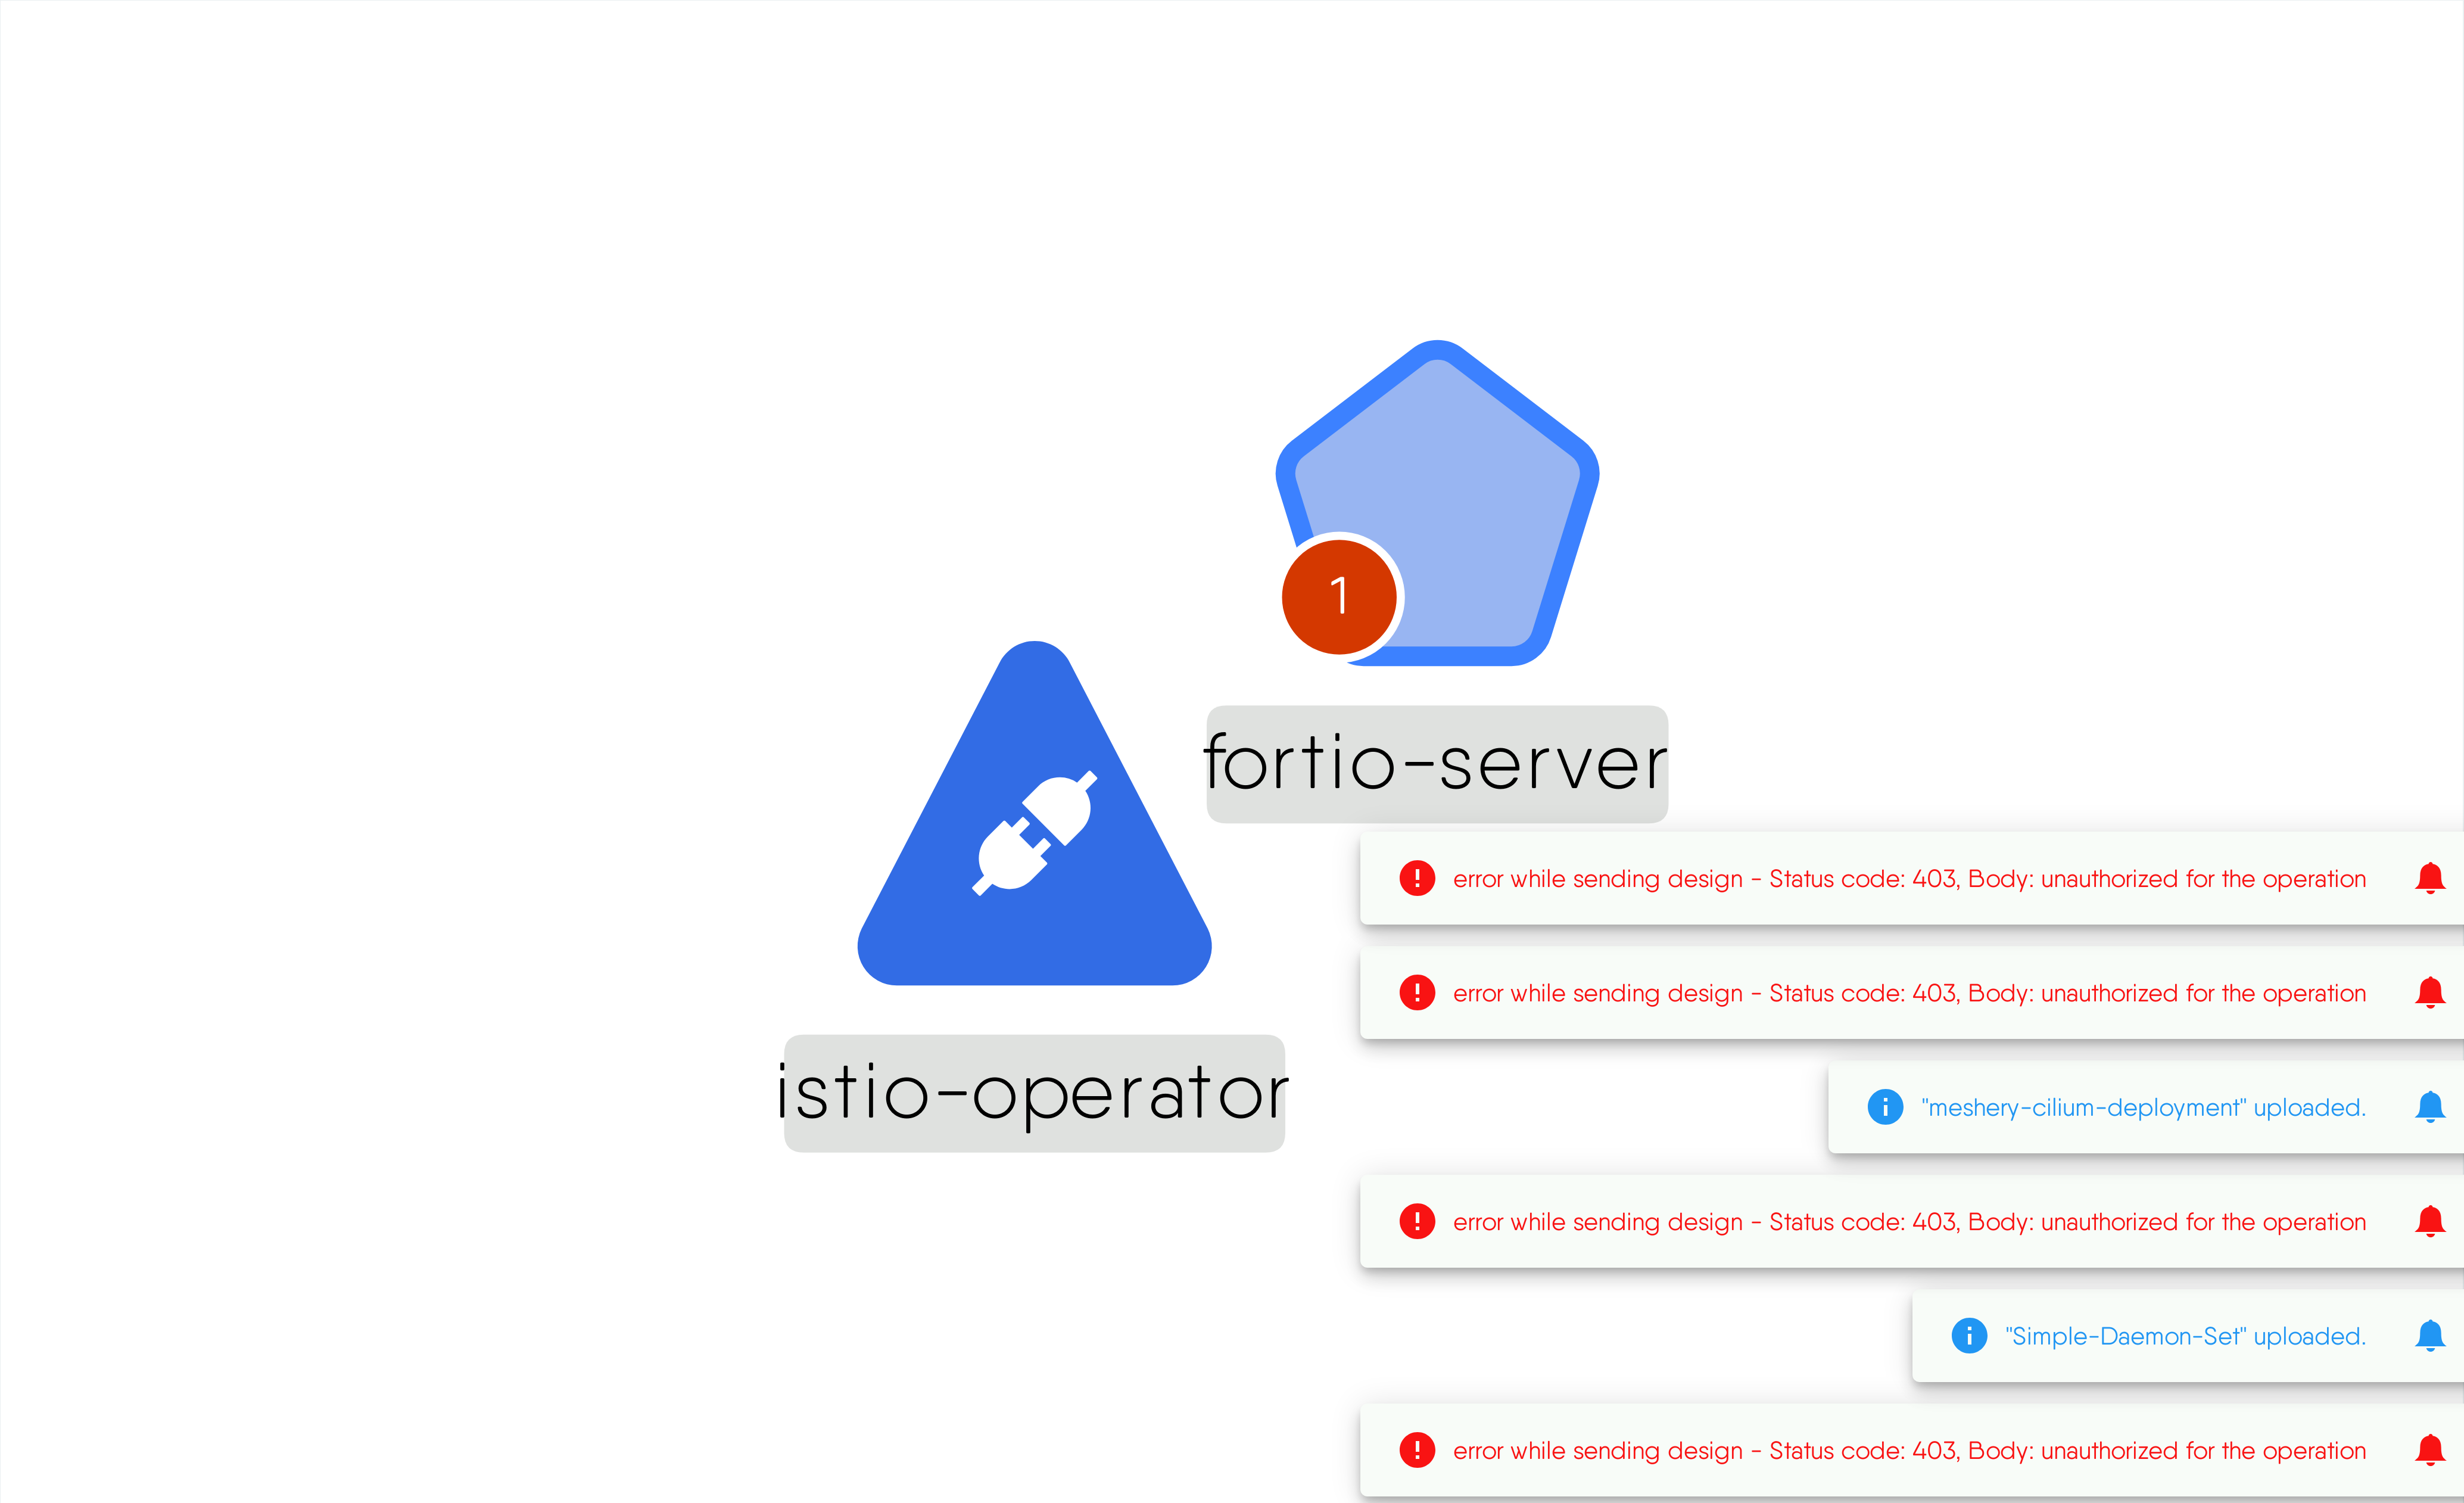 1
fortio-server
istio-operator
error while sending design - Status code: 403, Body: unauthorized for the operation
error while sending design - Status code: 403, Body: unauthorized for the operation
"meshery-cilium-deployment" uploaded.
error while sending design - Status code: 403, Body: unauthorized for the operation
"Simple-Daemon-Set" uploaded.
error while sending design - Status code: 403, Body: unauthorized for the operation